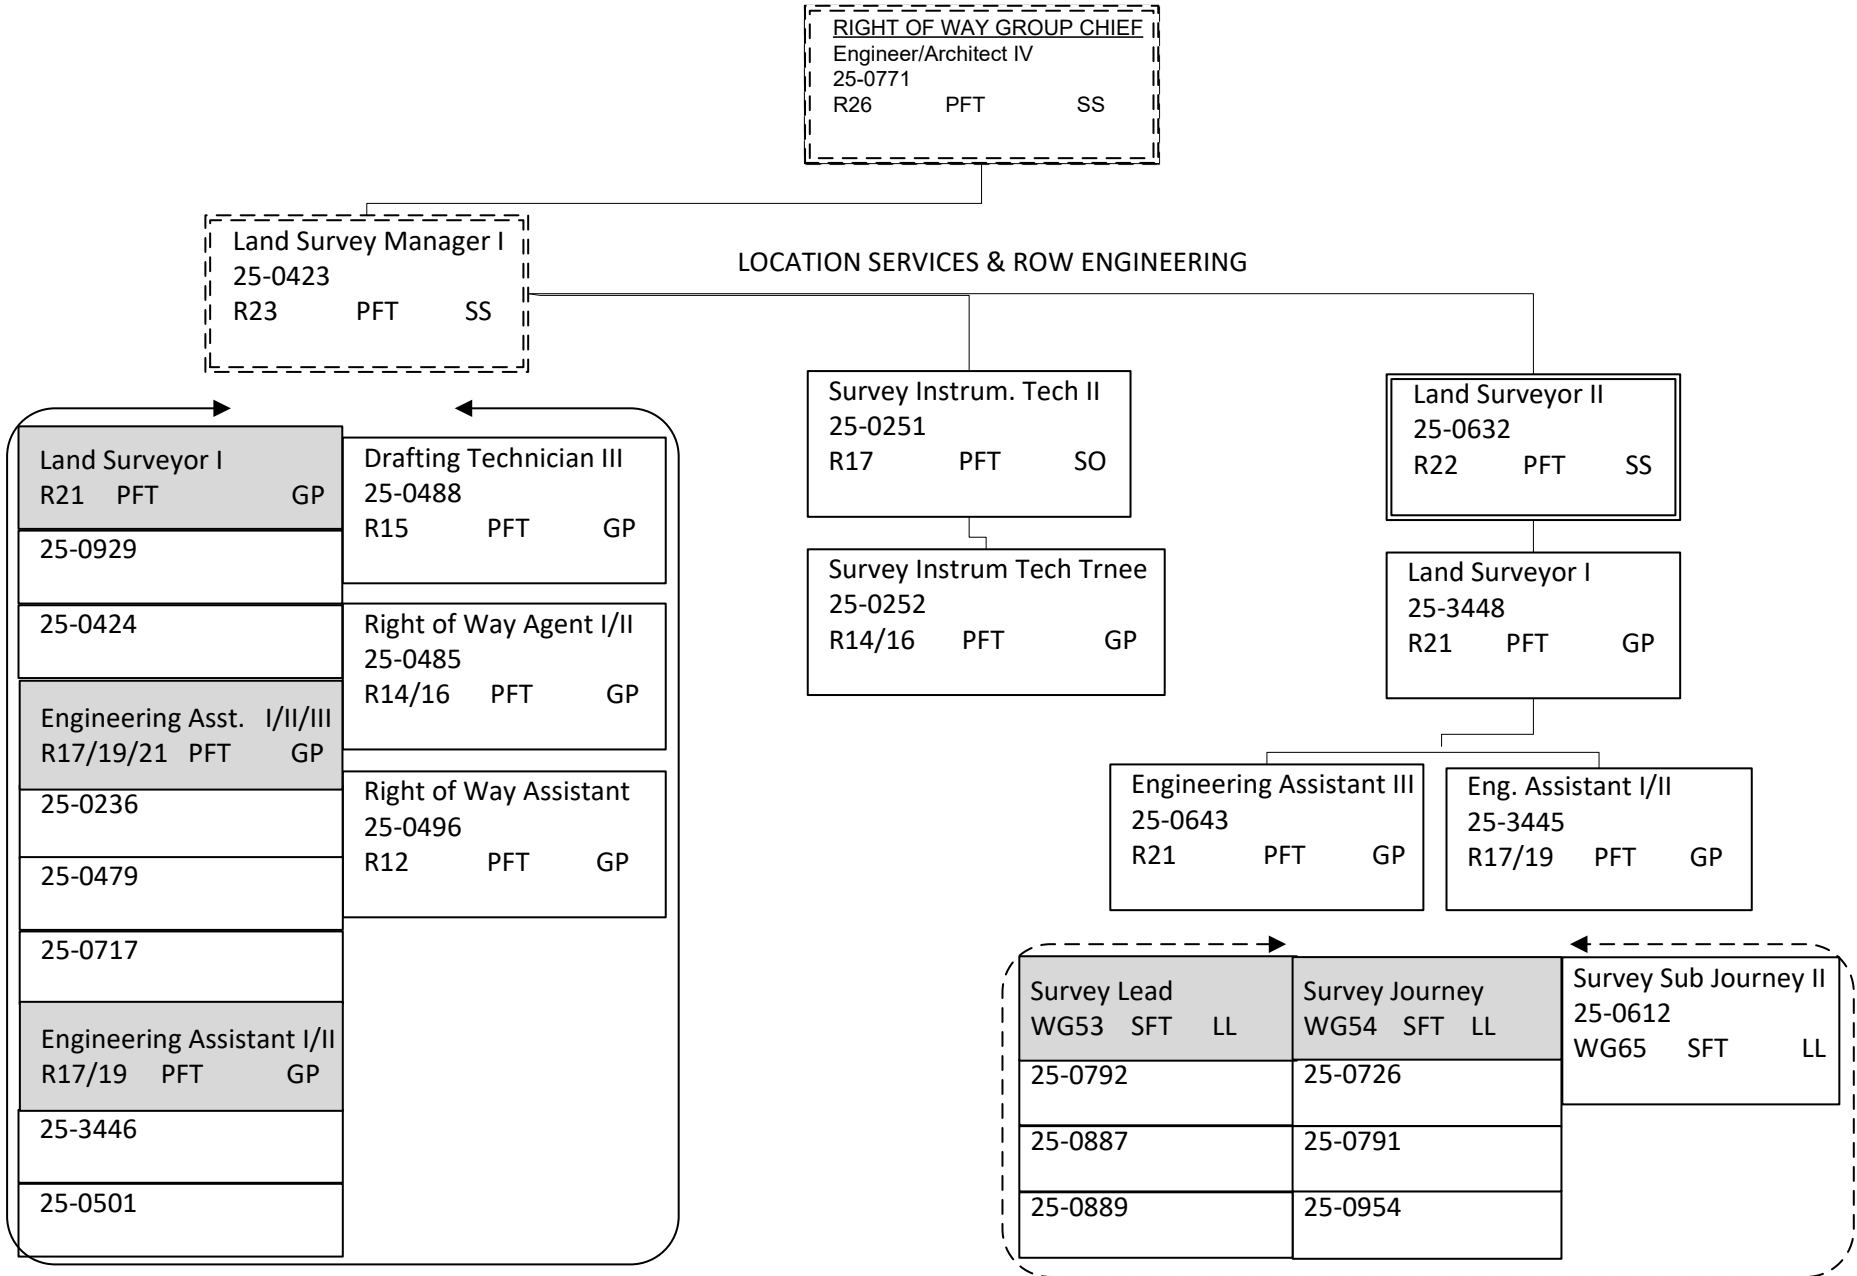 RIGHT OF WAY GROUP CHIEF
Engineer/Architect IV
25-0771
R26 PFT SS
Land Survey Manager I
25-0423
R23 PFT SS
LOCATION SERVICES & ROW ENGINEERING
Land Surveyor I
R21 PFT GP
25-0929
25-0424
Engineering Asst. I/II/III
R17/19/21 PFT GP
25-0236
25-0479
25-0717
Engineering Assistant I/II
R17/19 PFT GP
25-3446
25-0501
Drafting Technician III
25-0488
R15 PFT GP
Right of Way Agent I/II
25-0485
R14/16 PFT GP
Right of Way Assistant
25-0496
R12 PFT GP
Survey Instrum. Tech II
25-0251
R17 PFT SO
Survey Instrum Tech Trnee
25-0252
R14/16 PFT GP
Land Surveyor II
25-0632
R22 PFT SS
Land Surveyor I
25-3448
R21 PFT GP
Engineering Assistant III
25-0643
R21 PFT GP
Eng. Assistant I/II
25-3445
R17/19 PFT GP
Survey Lead
WG53 SFT LL
25-0792
25-0887
25-0889
Survey Journey
WG54 SFT LL
25-0726
25-0791
25-0954
Survey Sub Journey II
25-0612
WG65 SFT LL